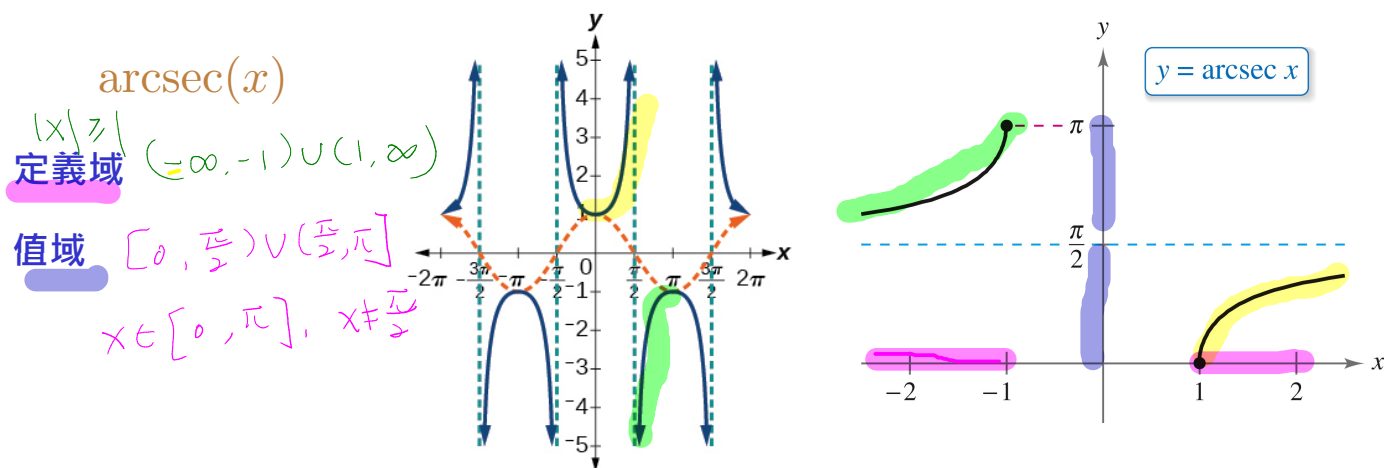 arcsec(x)
|x| ≥ 1
定義域 (-∞, -1) ∪ (1, ∞)
值域 [0, π/2) ∪ (π/2, π]
x ∈ [0, π], x ≠ π/2
y
5
4
3
2
1
-2π -3π/2 -π -π/2 0 π/2 π 3π/2 2π x
-1
-2
-3
-4
-5
y
y = arcsec x
π
π/2
-2 -1 1 2 x